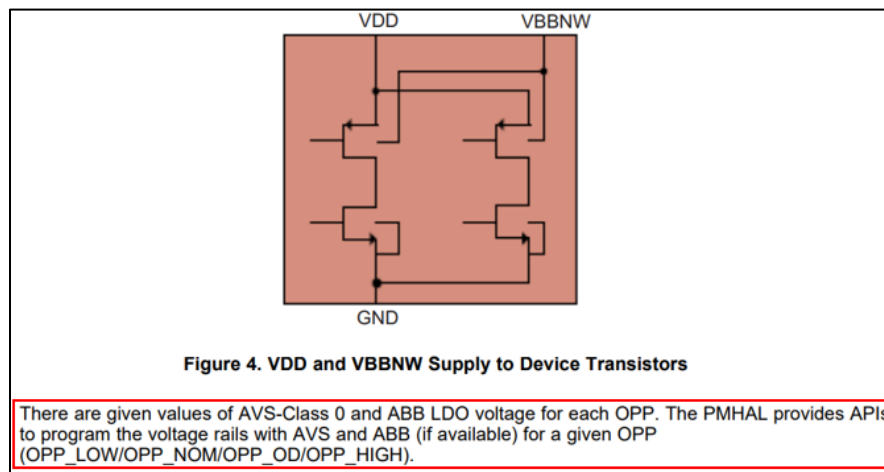 VDD VBBNW
GND
Figure 4. VDD and VBBNW Supply to Device Transistors
There are given values of AVS-Class 0 and ABB LDO voltage for each OPP. The PMHAL provides APIs
to program the voltage rails with AVS and ABB (if available) for a given OPP
(OPP_LOW/OPP_NOM/OPP_OD/OPP_HIGH).